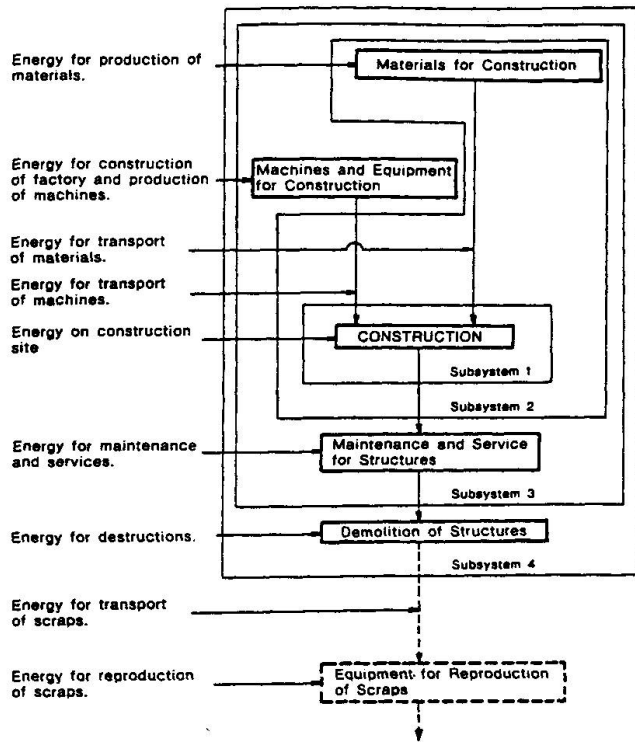 Energy for production of
materials.
Materials for Construction
Energy for construction
of factory and production
of machines.
Machines and Equipment
for Construction
Energy for transport
of materials.
Energy for transport
of machines.
Energy on construction
site
CONSTRUCTION
Subsystem 1
Subsystem 2
Energy for maintenance
and services.
Maintenance and Service
for Structures
Subsystem 3
Energy for destructions.
Demolition of Structures
Subsystem 4
Energy for transport
of scraps.
Energy for reproduction
of scraps.
Equipment for Reproduction
of Scraps